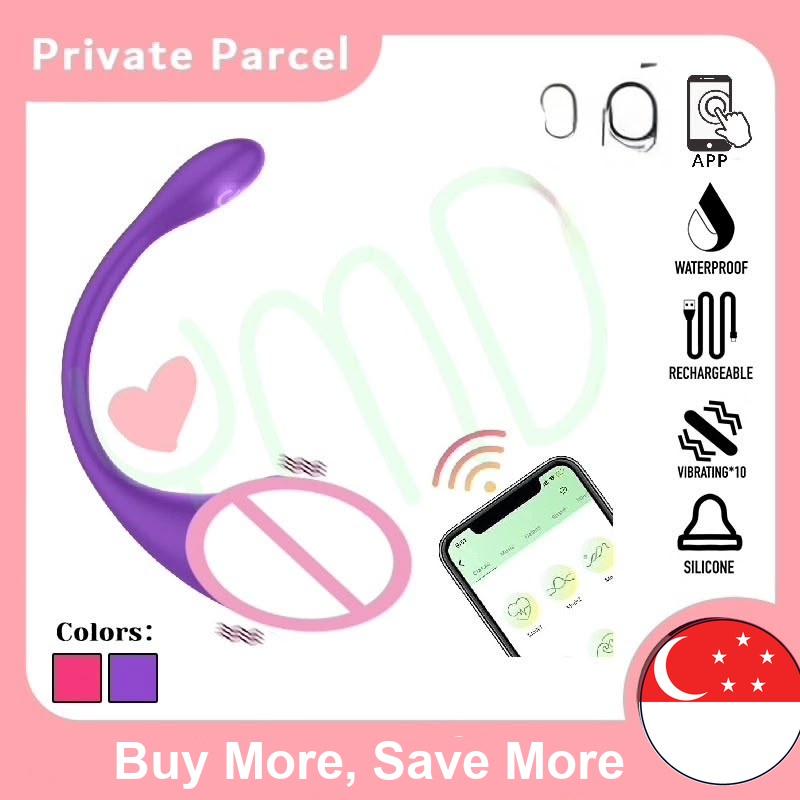 Private Parcel
APP
WATERPROOF
RECHARGEABLE
VIBRATING*10
SILICONE
Colors:
Buy More, Save More